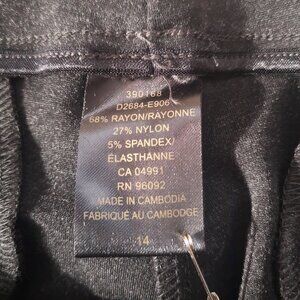 390168
D2684-E906
68% RAYON/RAYONNE
27% NYLON
5% SPANDEX/
ÉLASTHANNE
CA 04991
RN 96092
MADE IN CAMBODIA
FABRIQUÉ AU CAMBODGE
14